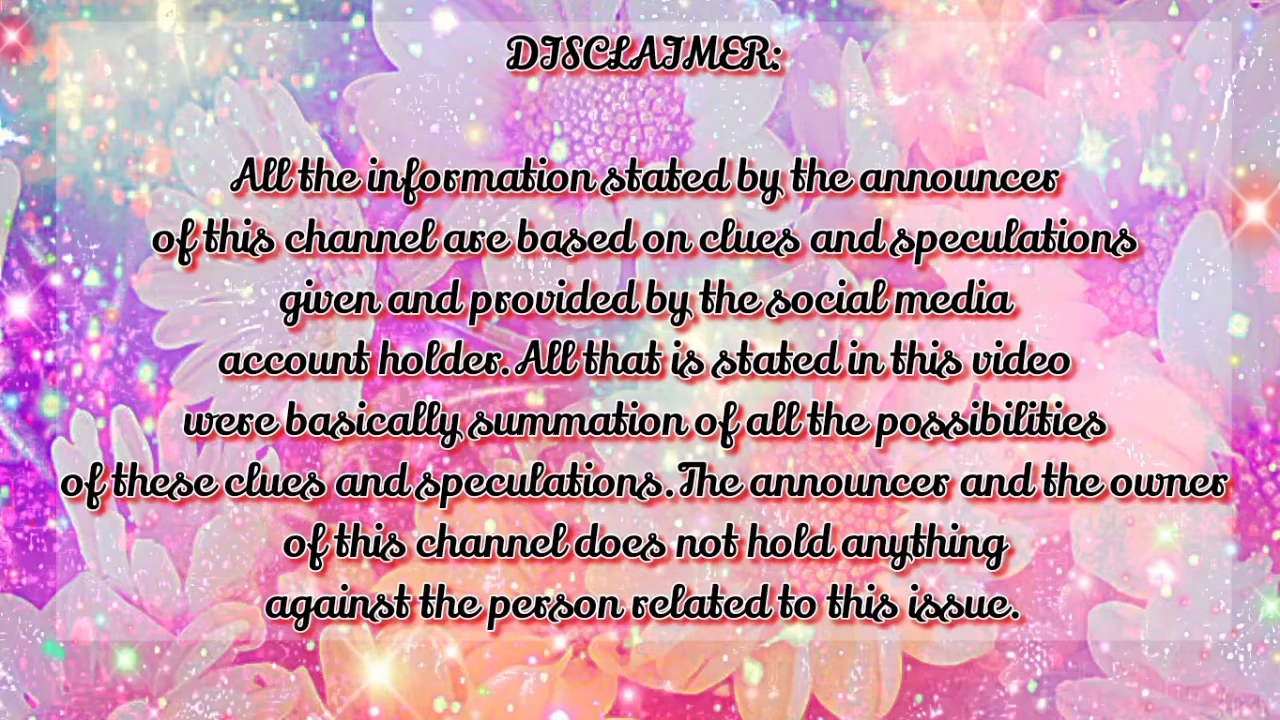 DISCLAIMER:
All the information stated by the announcer
of this channel are based on clues and speculations
given and provided by the social media
account holder. All that is stated in this video
were basically summation of all the possibilities
of these clues and speculations. The announcer and the owner
of this channel does not hold anything
against the person related to this issue.